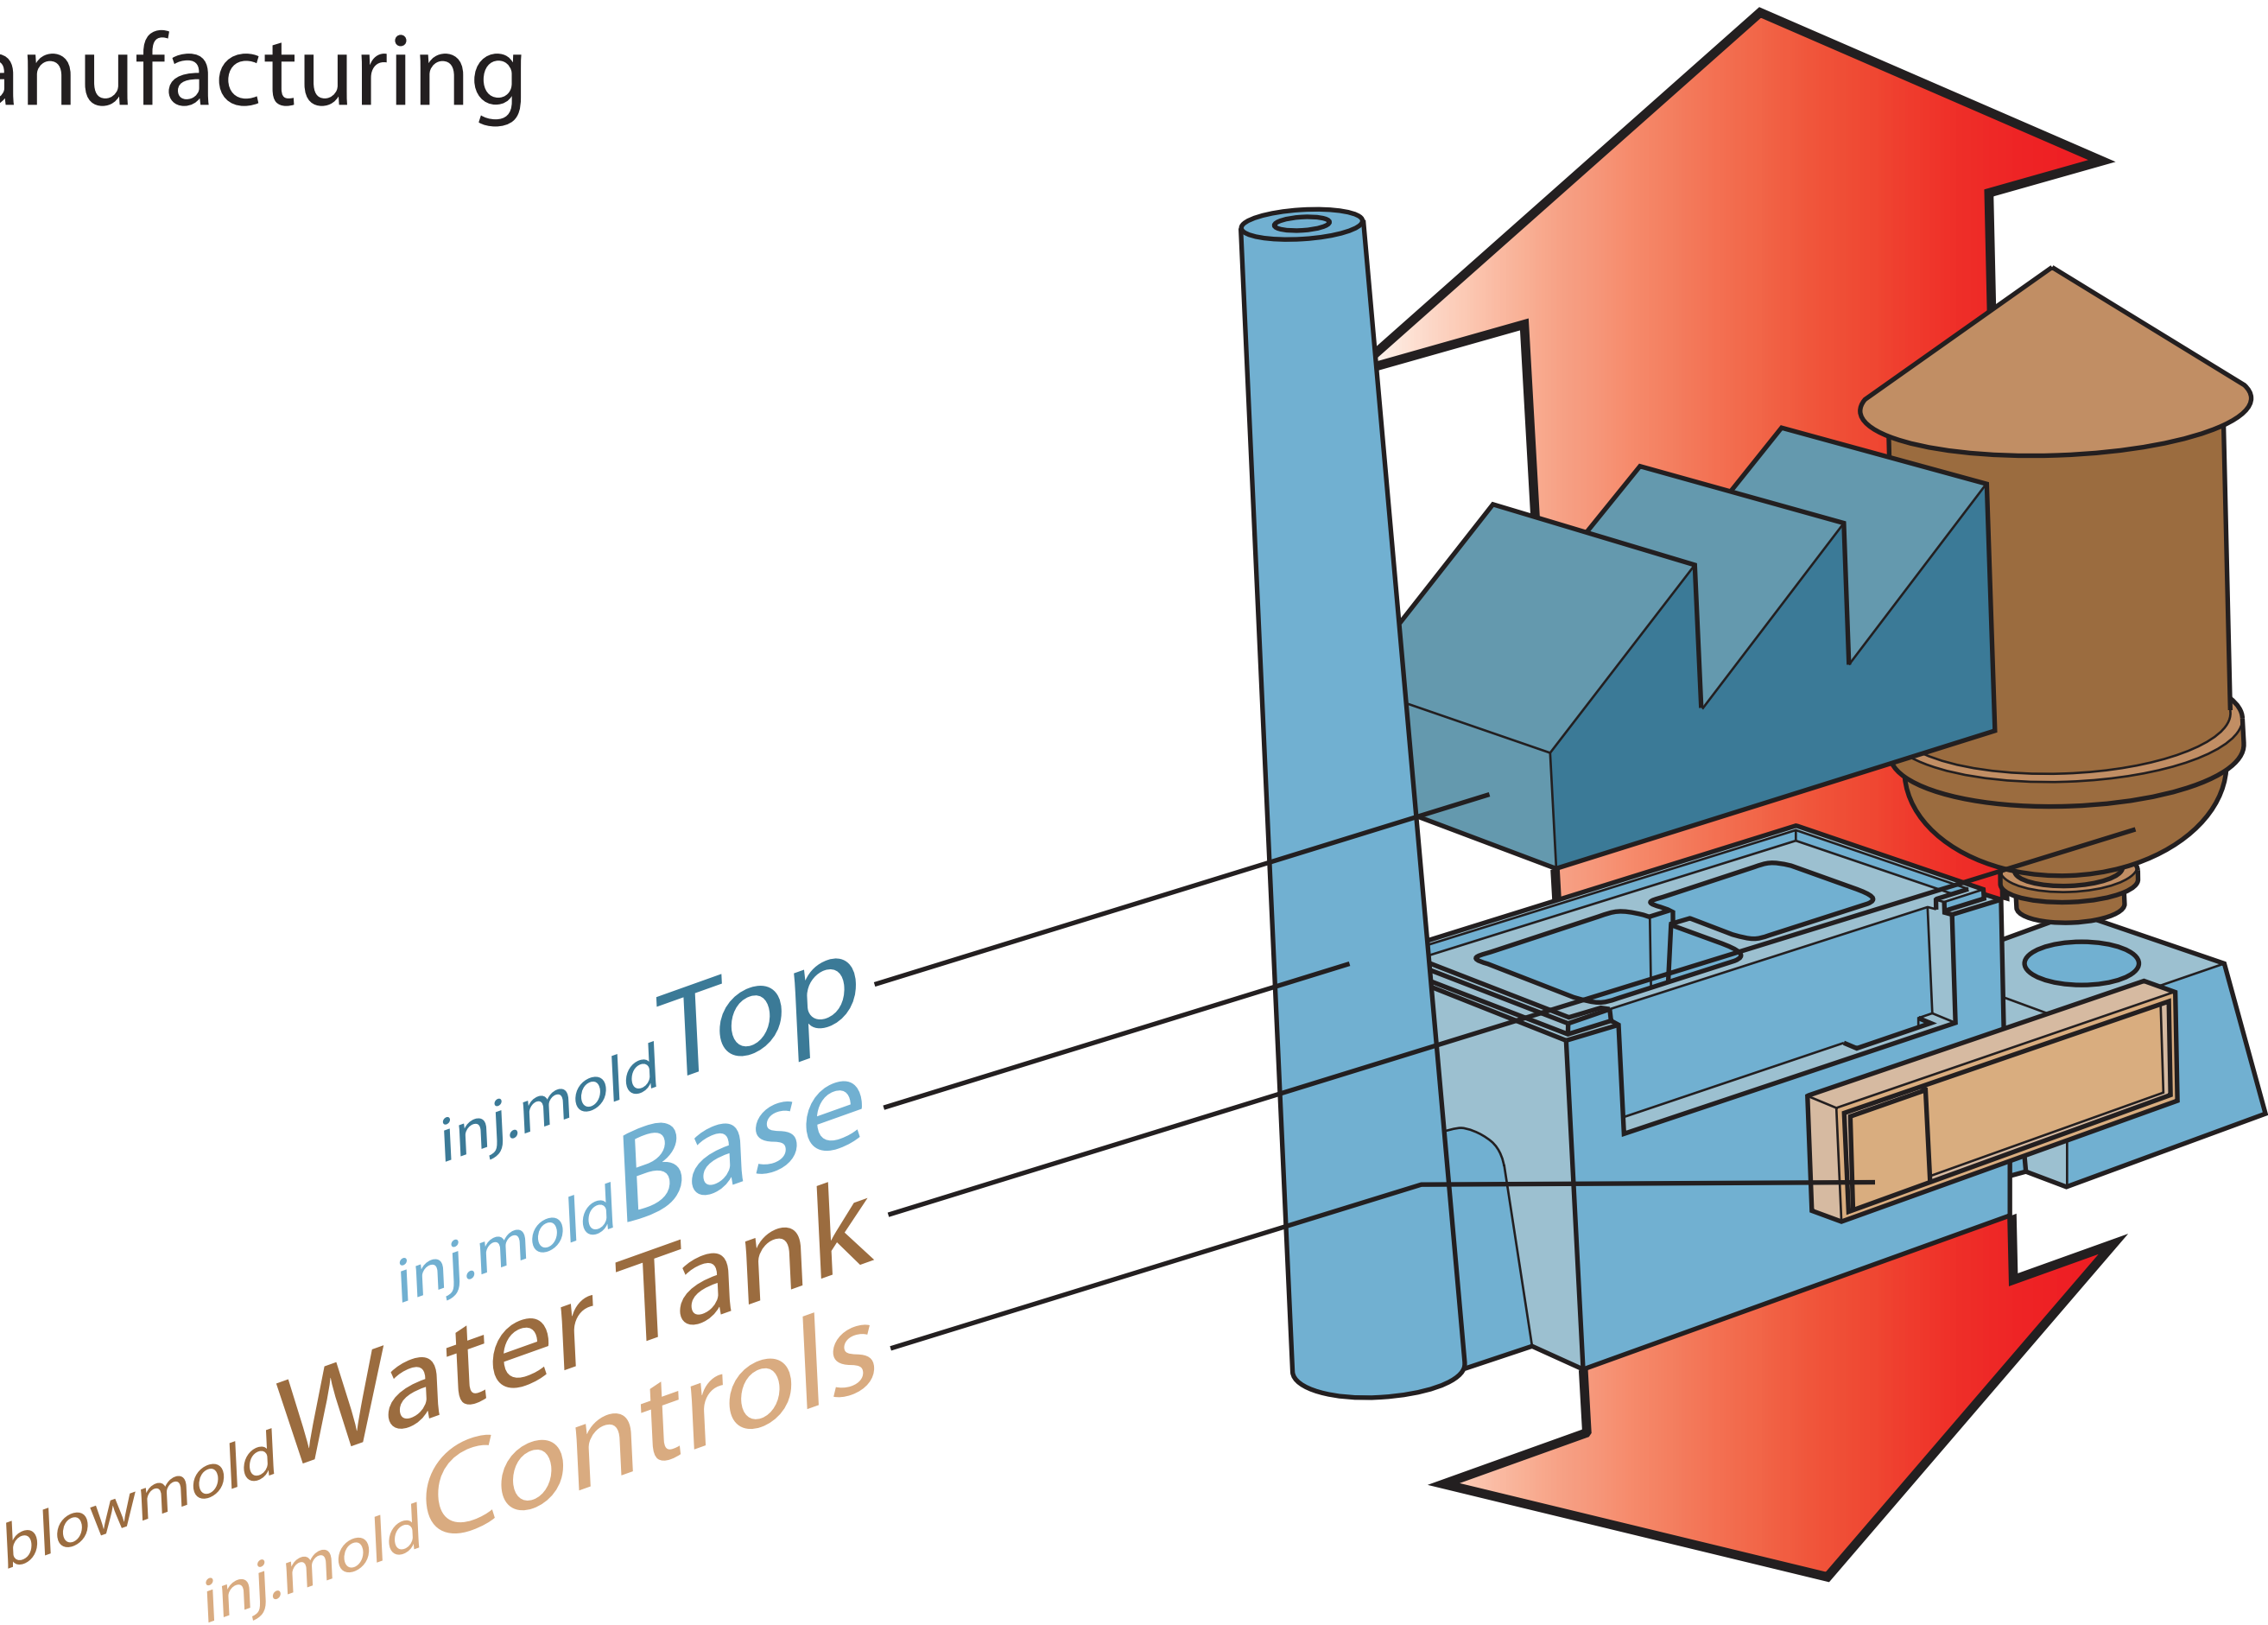 anufacturing
inj.mold Top
inj.mold Base
blowmold Water Tank
inj.mold Controls